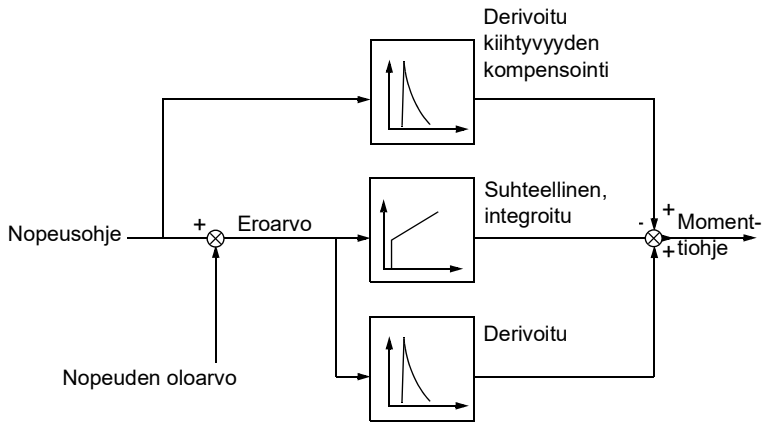 Derivoitu
kiihtyvyyden
kompensointi
Suhteellinen,
integroitu
Nopeusohje
+
Eroarvo
-
+
Moment-
tiohje
+
Derivoitu
Nopeuden oloarvo